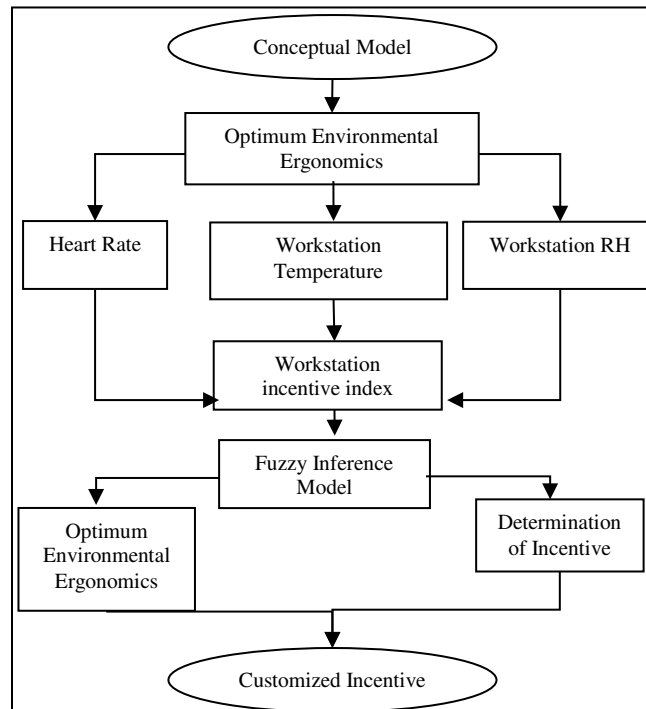 Conceptual Model
Optimum Environmental
Ergonomics
Heart Rate
Workstation
Temperature
Workstation RH
Workstation
incentive index
Fuzzy Inference
Model
Optimum
Environmental
Ergonomics
Determination
of Incentive
Customized Incentive